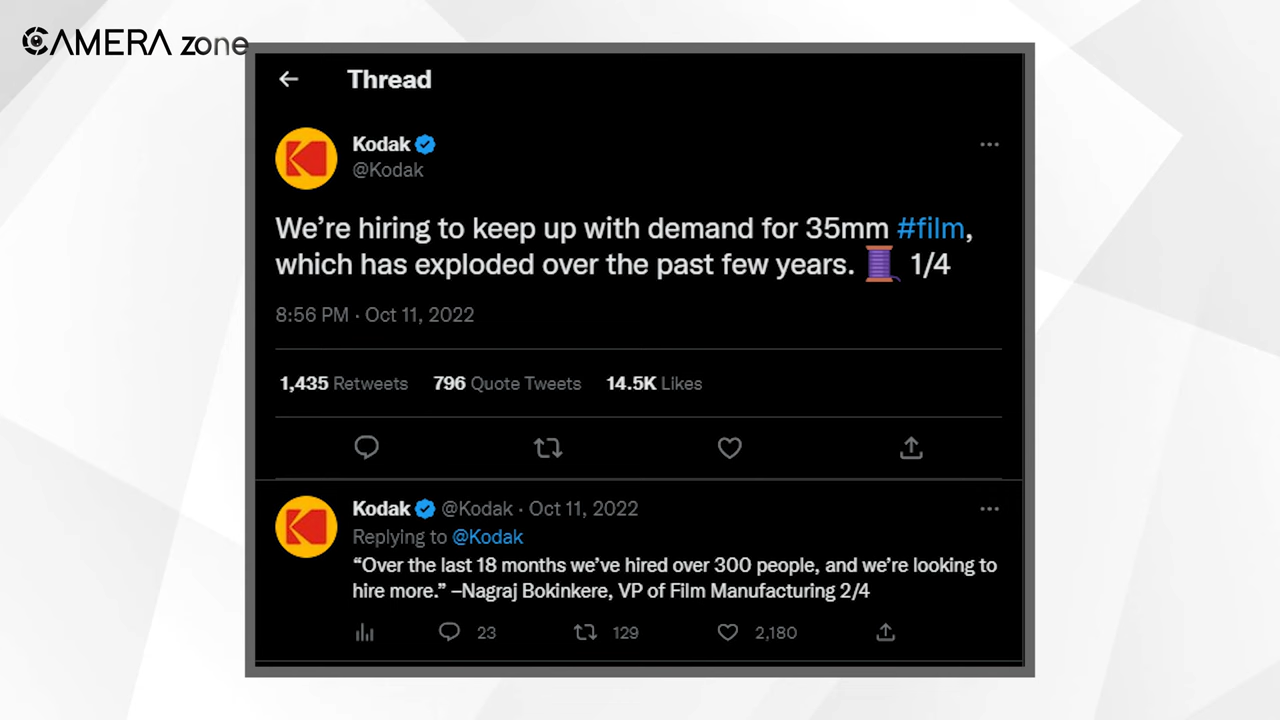 CAMERA zone
Thread
Kodak
@Kodak
We're hiring to keep up with demand for 35mm #film,
which has exploded over the past few years. 🧵 1/4
8:56 PM · Oct 11, 2022
1,435 Retweets 796 Quote Tweets 14.5K Likes
Kodak @Kodak · Oct 11, 2022
Replying to @Kodak
“Over the last 18 months we've hired over 300 people, and we're looking to
hire more.” –Nagraj Bokinkere, VP of Film Manufacturing 2/4
23 129 2,180